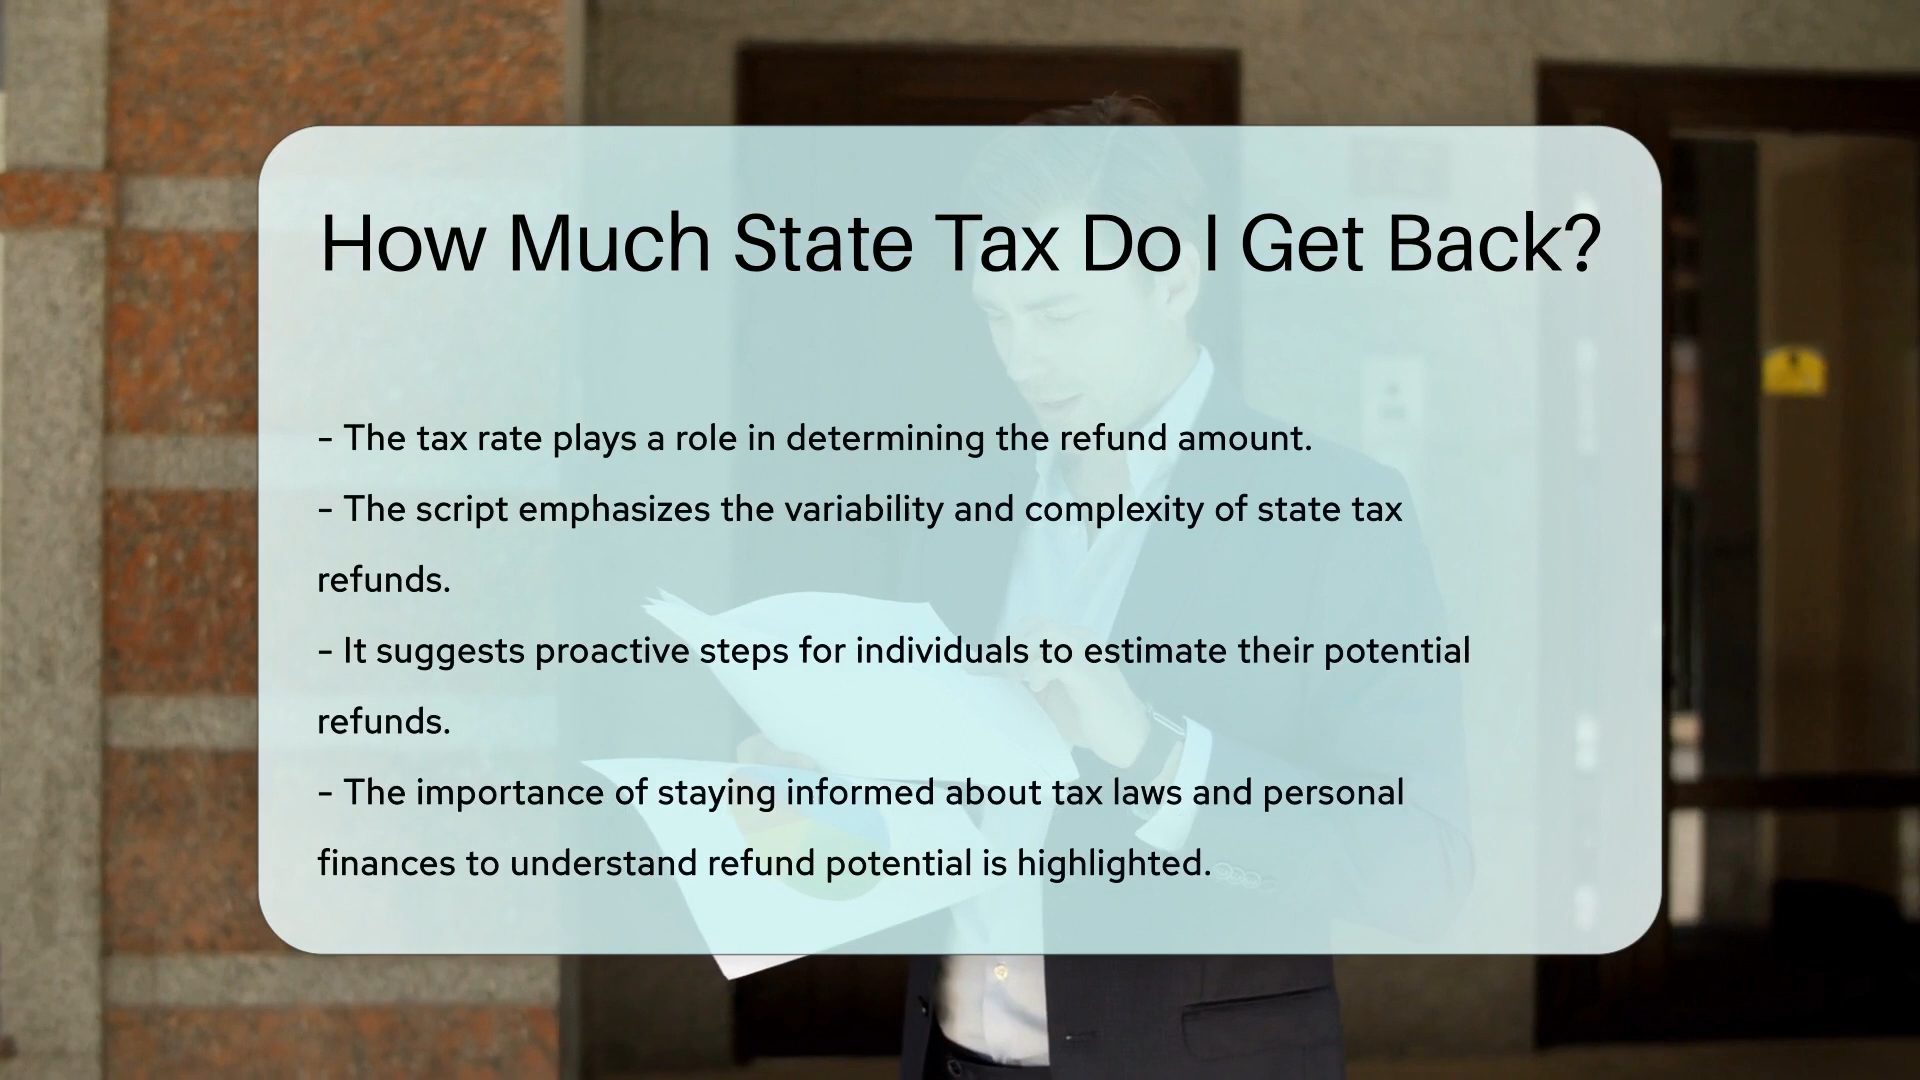 How Much State Tax Do I Get Back?
- The tax rate plays a role in determining the refund amount.
- The script emphasizes the variability and complexity of state tax
refunds.
- It suggests proactive steps for individuals to estimate their potential
refunds.
- The importance of staying informed about tax laws and personal
finances to understand refund potential is highlighted.